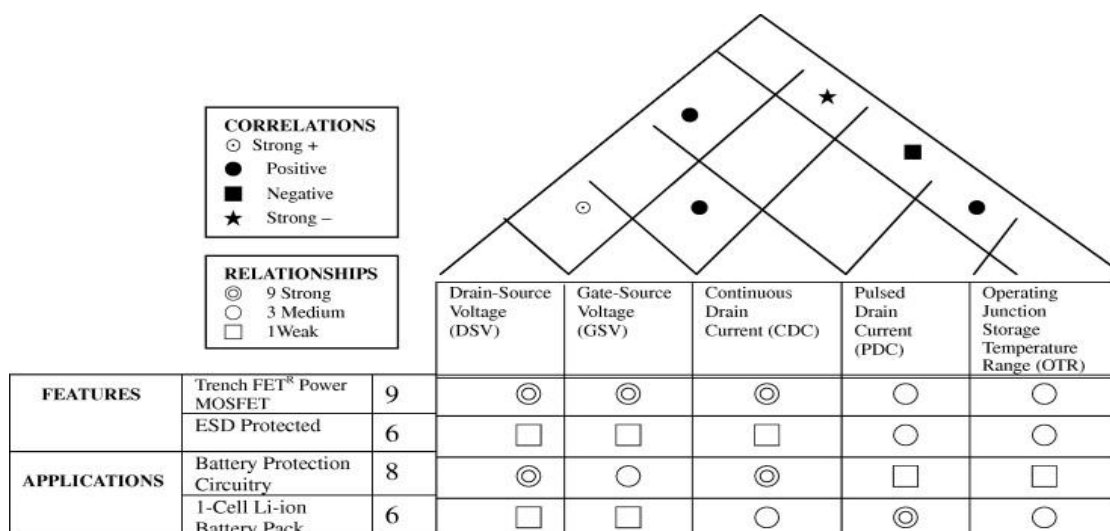 CORRELATIONS
Strong +
Positive
Negative
Strong –
RELATIONSHIPS
9 Strong
3 Medium
1Weak
Drain-Source
Voltage
(DSV)
Gate-Source
Voltage
(GSV)
Continuous
Drain
Current (CDC)
Pulsed
Drain
Current
(PDC)
Operating
Junction
Storage
Temperature
Range (OTR)
FEATURES
Trench FETᴿ Power
MOSFET
9
ESD Protected
6
APPLICATIONS
Battery Protection
Circuitry
8
1-Cell Li-ion
Battery Pack
6